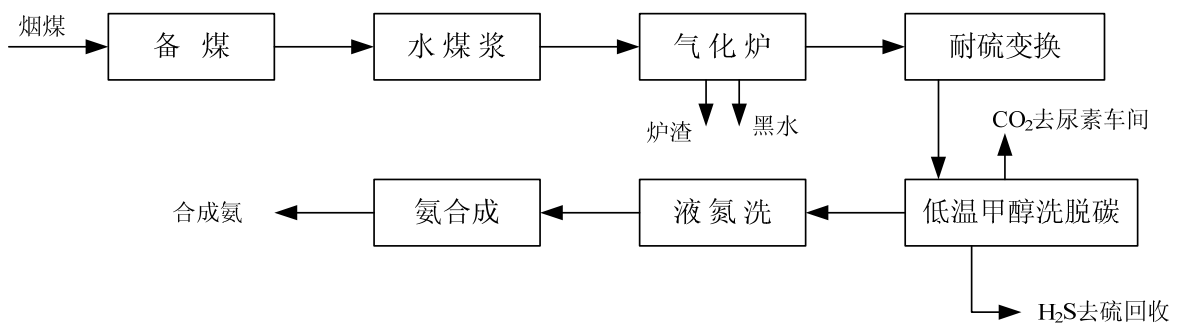 烟煤
备 煤
水 煤 浆
气 化 炉
耐硫变换
炉渣
黑水
CO₂去尿素车间
合成氨
氨合成
液 氮 洗
低温甲醇洗脱碳
H₂S去硫回收